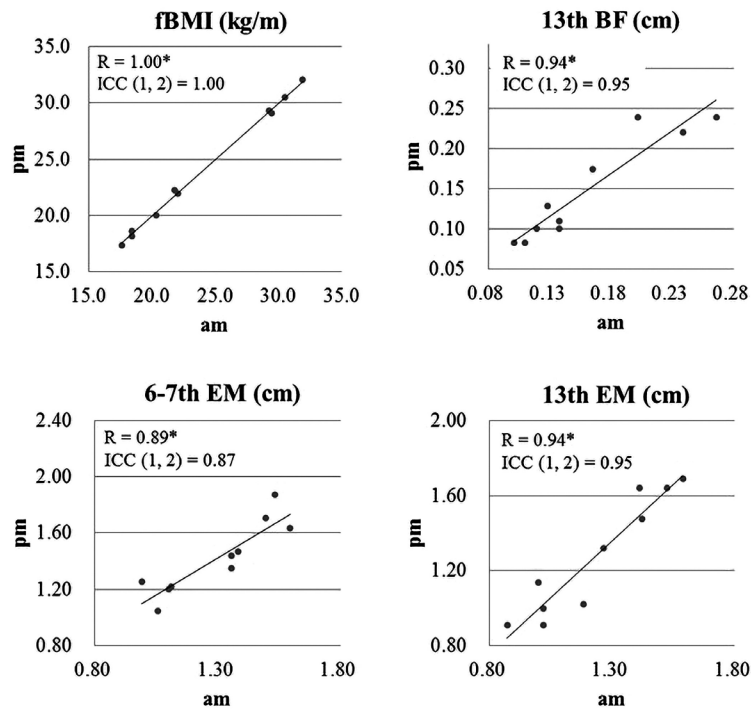 fBMI (kg/m)
35.0
R = 1.00*
ICC (1, 2) = 1.00
30.0
25.0
20.0
15.0
pm
15.0 20.0 25.0 30.0 35.0
am
13th BF (cm)
0.30
R = 0.94*
ICC (1, 2) = 0.95
0.25
0.20
0.15
0.10
0.05
pm
0.08 0.13 0.18 0.23 0.28
am
6-7th EM (cm)
2.40
R = 0.89*
ICC (1, 2) = 0.87
2.00
1.60
1.20
0.80
pm
0.80 1.30 1.80
am
13th EM (cm)
2.00
R = 0.94*
ICC (1, 2) = 0.95
1.60
1.20
0.80
pm
0.80 1.30 1.80
am